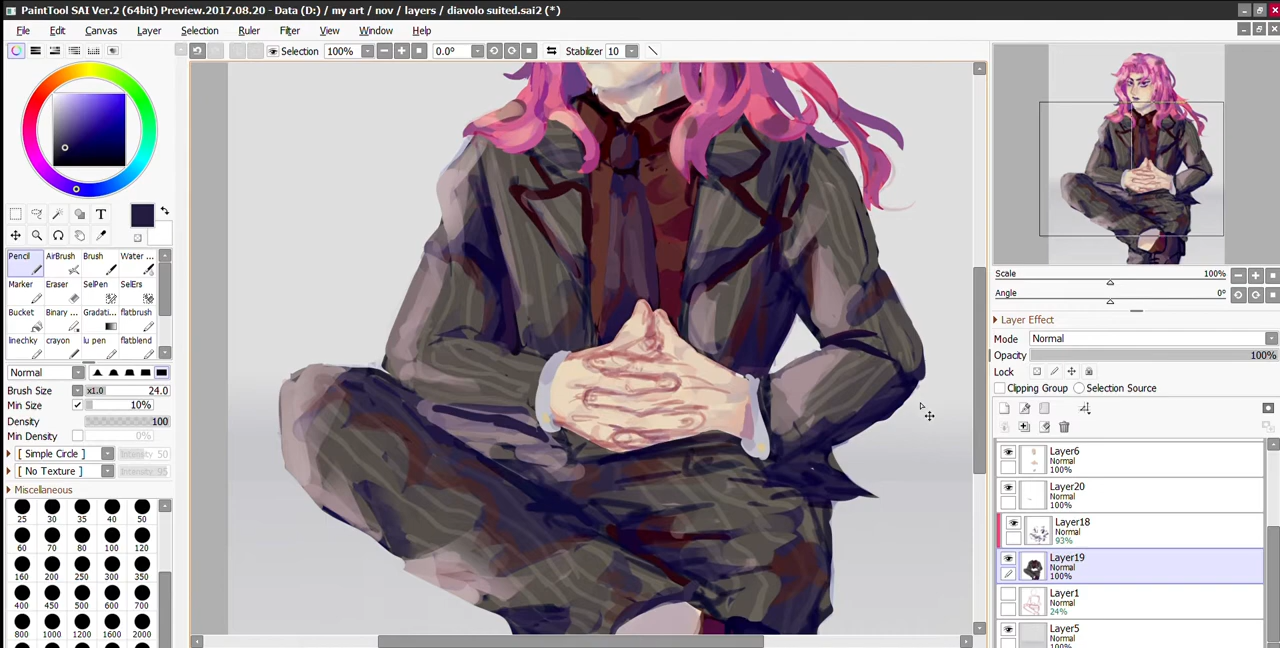 PaintTool SAI Ver.2 (64bit) Preview.2017.08.20 - Data (D:) / my art / nov / layers / diavolo suited.sai2 (*)
File Edit Canvas Layer Selection Ruler Filter View Window Help
Selection 100% 0.0° Stabilizer 10
T
Pencil AirBrush Brush Water ...
Marker Eraser SelPen SelErs
Bucket Binary ... Gradati... flatbrush
linechky crayon lu pen flatblend
Normal
Brush Size x1.0 24.0
Min Size 10%
Density 100
Min Density 0%
[ Simple Circle ] Intensity 50
[ No Texture ] Intensity 95
Miscellaneous
25 30 35 40 50
60 70 80 100 120
160 200 250 300 350
400 450 500 600 700
800 1000 1200 1600 2000
Scale 100%
Angle 0°
Layer Effect
Mode Normal
Opacity 100%
Lock
Clipping Group Selection Source
Layer6
Normal
100%
Layer20
Normal
100%
Layer18
Normal
93%
Layer19
Normal
100%
Layer1
Normal
24%
Layer5
Normal
100%